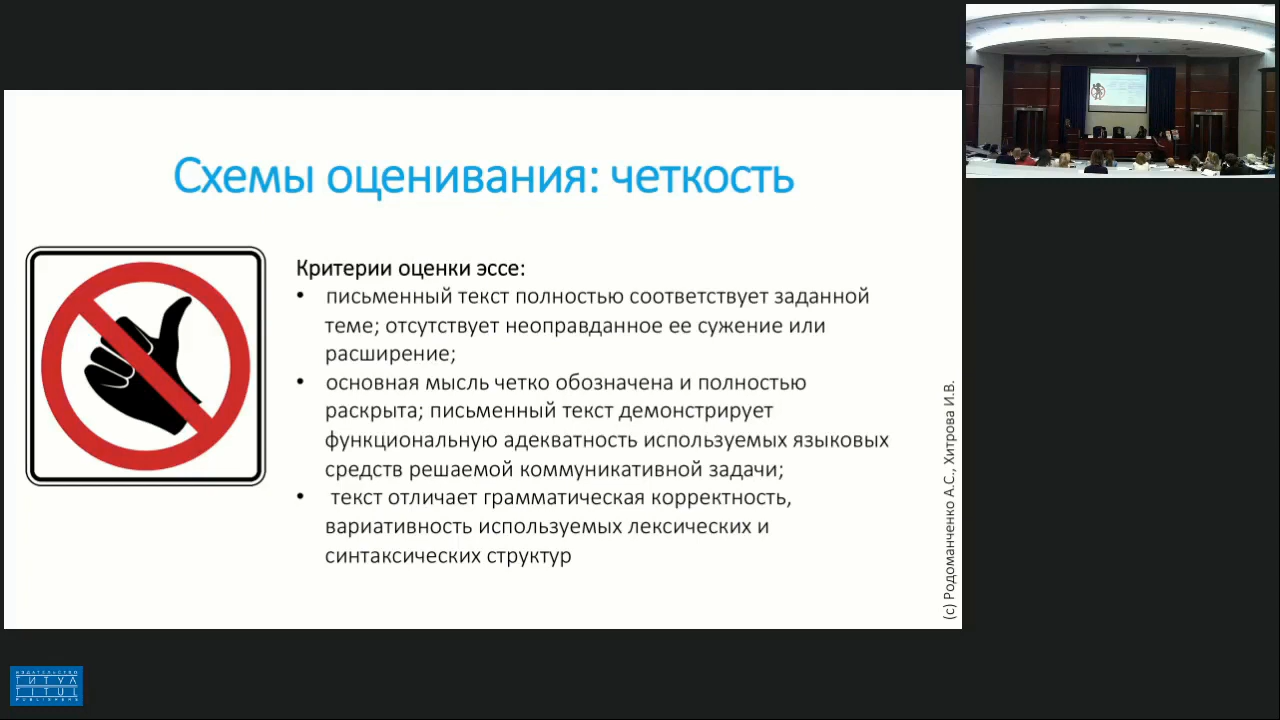 Схемы оценивания: четкость
Критерии оценки эссе:
• письменный текст полностью соответствует заданной
теме; отсутствует неоправданное ее сужение или
расширение;
• основная мысль четко обозначена и полностью
раскрыта; письменный текст демонстрирует
функциональную адекватность используемых языковых
средств решаемой коммуникативной задачи;
• текст отличает грамматическая корректность,
вариативность используемых лексических и
синтаксических структур
(с) Родоманченко А.С., Хитрова И.В.
ИЗДАТЕЛЬСТВО
ТИТУЛ
TITUL
PUBLISHERS